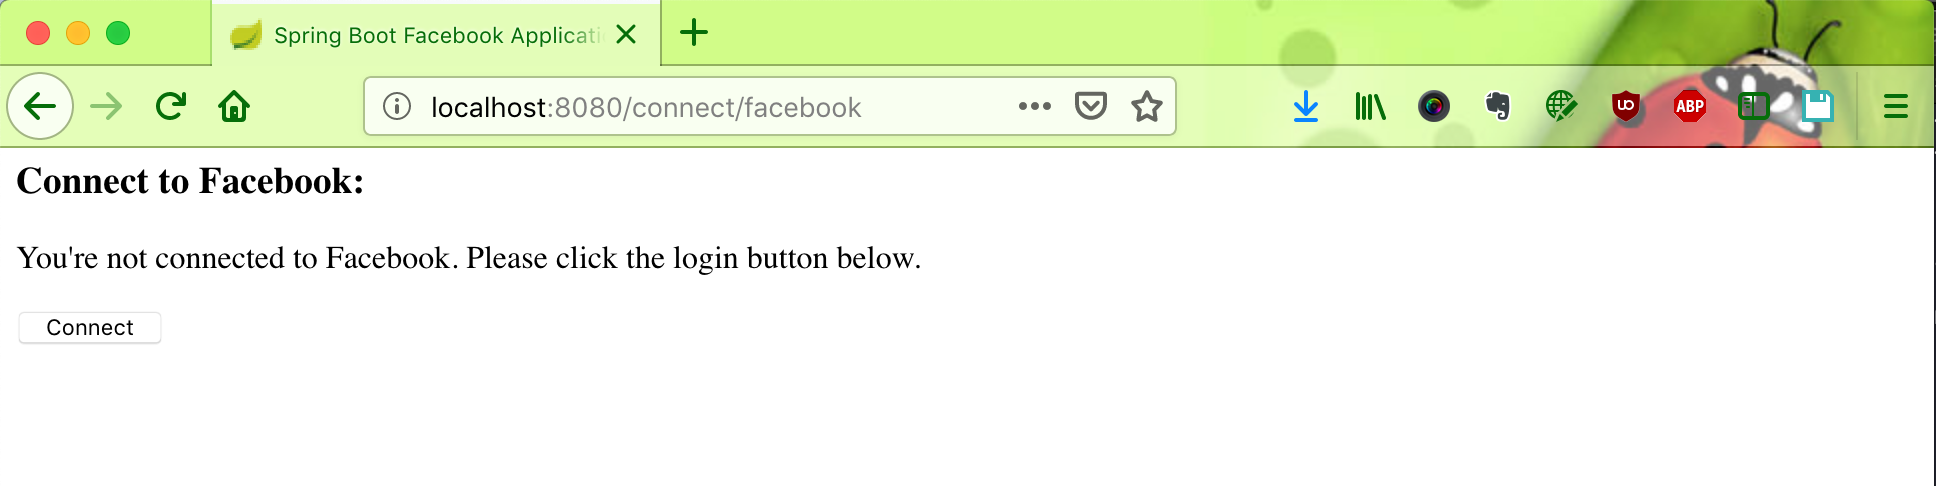 Spring Boot Facebook Applicati
localhost:8080/connect/facebook
UO
ABP
Connect to Facebook:
You're not connected to Facebook. Please click the login button below.
Connect